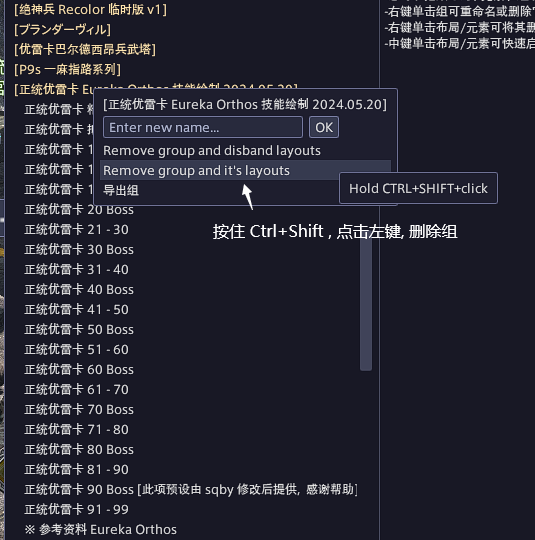 [绝神兵 Recolor 临时版 v1]
[ブランダーヴィル]
[优雷卡巴尔德西昂兵武塔]
[P9s 一麻指路系列]
[正统优雷卡 Eureka Orthos 技能绘制 2024.05.20]
正统优雷卡
正统优雷卡
正统优雷卡 1
正统优雷卡 1
正统优雷卡 1
正统优雷卡 20 Boss
正统优雷卡 21 - 30
正统优雷卡 30 Boss
正统优雷卡 31 - 40
正统优雷卡 40 Boss
正统优雷卡 41 - 50
正统优雷卡 50 Boss
正统优雷卡 51 - 60
正统优雷卡 60 Boss
正统优雷卡 61 - 70
正统优雷卡 70 Boss
正统优雷卡 71 - 80
正统优雷卡 80 Boss
正统优雷卡 81 - 90
正统优雷卡 90 Boss [此项预设由 sqby 修改后提供, 感谢帮助]
正统优雷卡 91 - 99
※ 参考资料 Eureka Orthos
[正统优雷卡 Eureka Orthos 技能绘制 2024.05.20]
Enter new name...
OK
Remove group and disband layouts
Remove group and it's layouts
导出组
Hold CTRL+SHIFT+click
按住 Ctrl+Shift , 点击左键, 删除组
-右键单击组可重命名或删除
-右键单击布局/元素可将其删
-中键单击布局/元素可快速启